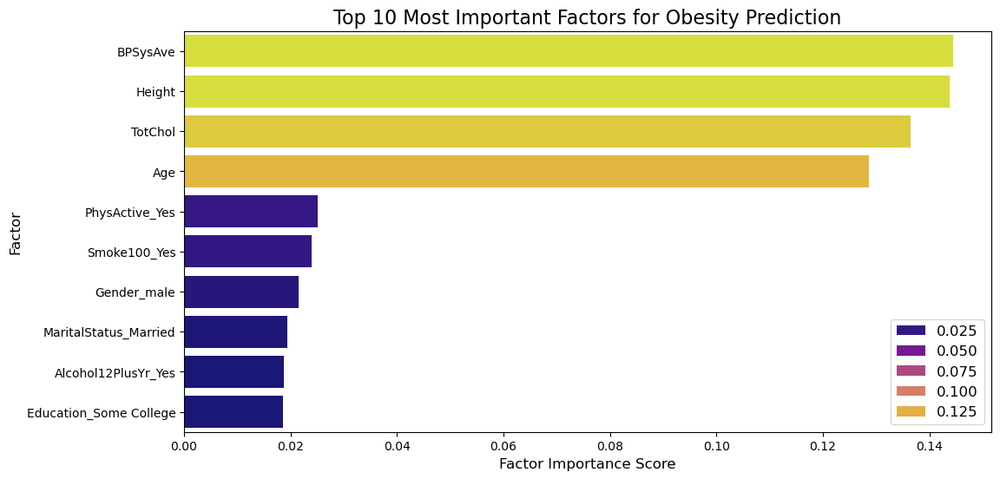 Top 10 Most Important Factors for Obesity Prediction
Factor
BPSysAve
Height
TotChol
Age
PhysActive_Yes
Smoke100_Yes
Gender_male
MaritalStatus_Married
Alcohol12PlusYr_Yes
Education_Some College
0.025
0.050
0.075
0.100
0.125
0.00 0.02 0.04 0.06 0.08 0.10 0.12 0.14
Factor Importance Score